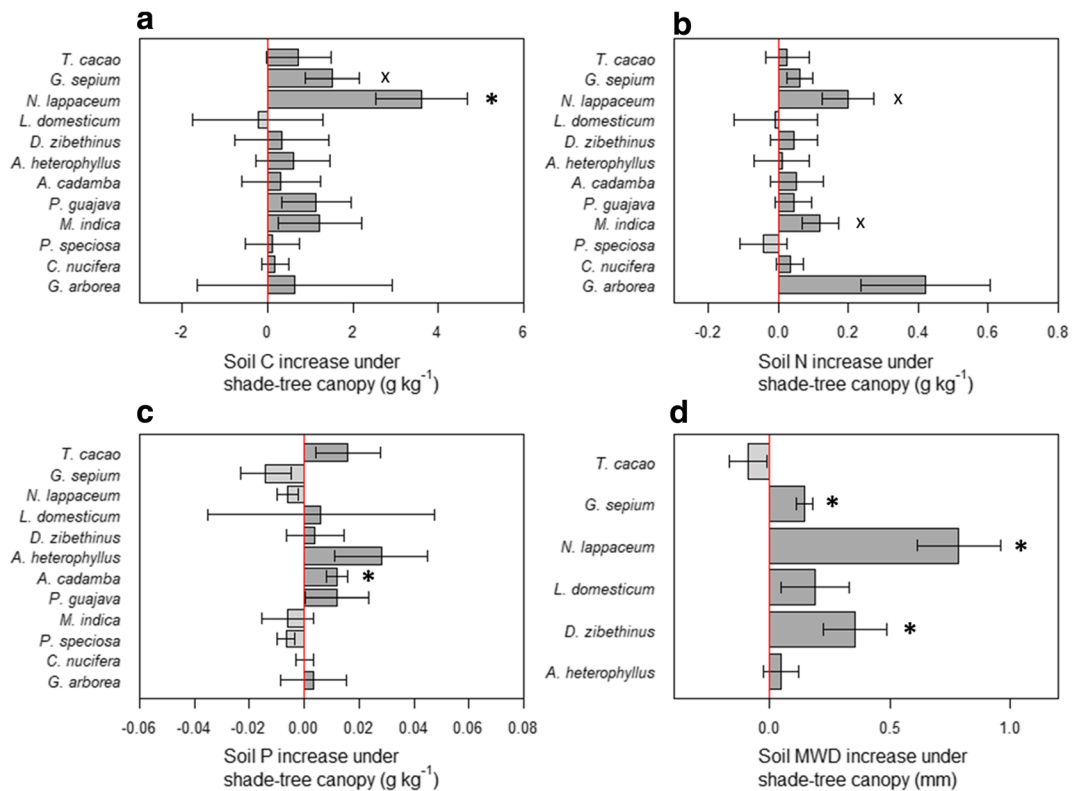 a
T. cacao
G. sepium
x
N. lappaceum
*
L. domesticum
D. zibethinus
A. heterophyllus
A. cadamba
P. guajava
M. indica
P. speciosa
C. nucifera
G. arborea
-2 0 2 4 6
Soil C increase under
shade-tree canopy (g kg⁻¹)
b
T. cacao
G. sepium
N. lappaceum
x
L. domesticum
D. zibethinus
A. heterophyllus
A. cadamba
P. guajava
M. indica
x
P. speciosa
C. nucifera
G. arborea
-0.2 0.0 0.2 0.4 0.6 0.8
Soil N increase under
shade-tree canopy (g kg⁻¹)
c
T. cacao
G. sepium
N. lappaceum
L. domesticum
D. zibethinus
A. heterophyllus
A. cadamba
*
P. guajava
M. indica
P. speciosa
C. nucifera
G. arborea
-0.06 -0.04 -0.02 0.00 0.02 0.04 0.06 0.08
Soil P increase under
shade-tree canopy (g kg⁻¹)
d
T. cacao
G. sepium
*
N. lappaceum
*
L. domesticum
D. zibethinus
*
A. heterophyllus
0.0 0.5 1.0
Soil MWD increase under
shade-tree canopy (mm)